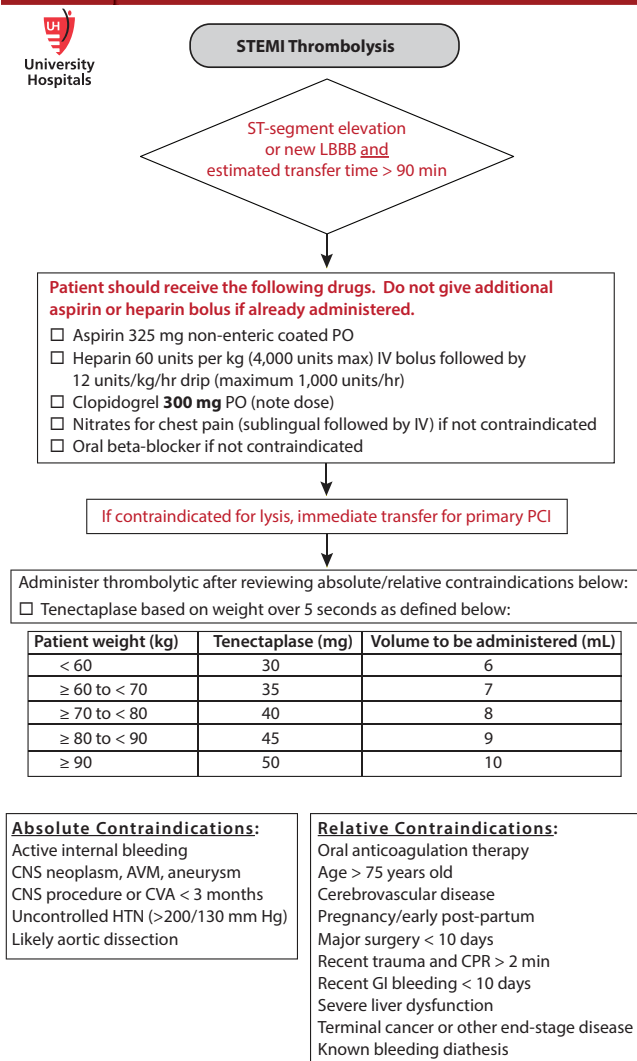 UH
University
Hospitals
STEMI Thrombolysis
ST-segment elevation
or new LBBB and
estimated transfer time > 90 min
Patient should receive the following drugs. Do not give additional
aspirin or heparin bolus if already administered.
☐ Aspirin 325 mg non-enteric coated PO
☐ Heparin 60 units per kg (4,000 units max) IV bolus followed by
12 units/kg/hr drip (maximum 1,000 units/hr)
☐ Clopidogrel 300 mg PO (note dose)
☐ Nitrates for chest pain (sublingual followed by IV) if not contraindicated
☐ Oral beta-blocker if not contraindicated
If contraindicated for lysis, immediate transfer for primary PCI
Administer thrombolytic after reviewing absolute/relative contraindications below:
☐ Tenectaplase based on weight over 5 seconds as defined below:
Patient weight (kg) Tenectaplase (mg) Volume to be administered (mL)
< 60 30 6
≥ 60 to < 70 35 7
≥ 70 to < 80 40 8
≥ 80 to < 90 45 9
≥ 90 50 10
Absolute Contraindications:
Active internal bleeding
CNS neoplasm, AVM, aneurysm
CNS procedure or CVA < 3 months
Uncontrolled HTN (>200/130 mm Hg)
Likely aortic dissection
Relative Contraindications:
Oral anticoagulation therapy
Age > 75 years old
Cerebrovascular disease
Pregnancy/early post-partum
Major surgery < 10 days
Recent trauma and CPR > 2 min
Recent GI bleeding < 10 days
Severe liver dysfunction
Terminal cancer or other end-stage disease
Known bleeding diathesis